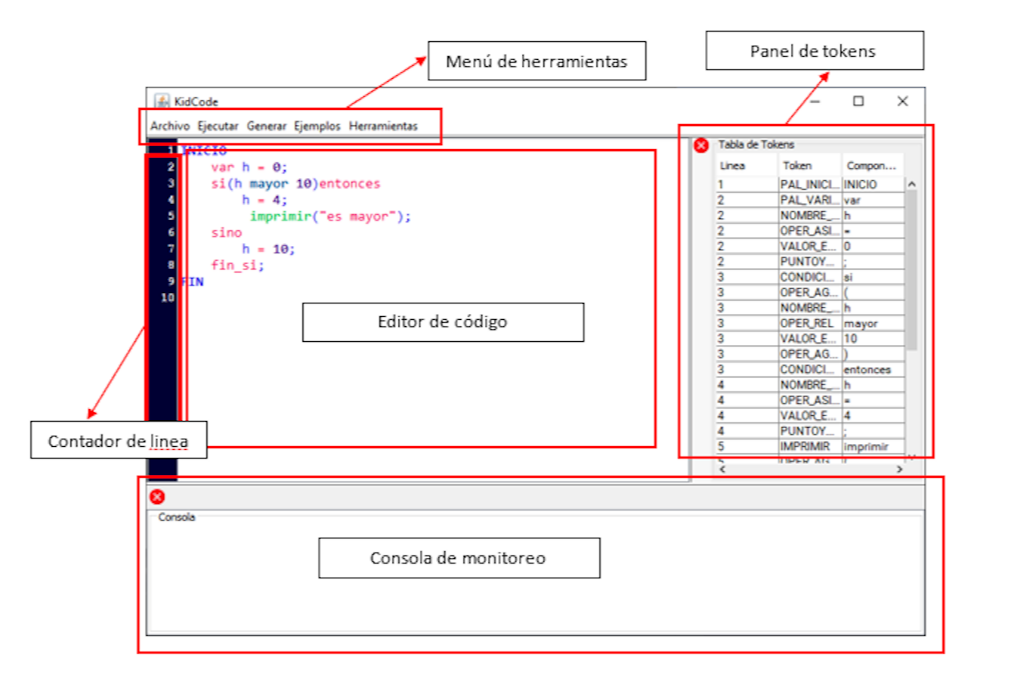 Menú de herramientas
Panel de tokens
KidCode
Archivo Ejecutar Generar Ejemplos Herramientas
1 INICIO
2 var h = 0;
3 si(h mayor 10)entonces
4 h = 4;
5 imprimir("es mayor");
6 sino
7 h = 10;
8 fin_si;
9 FIN
10
Editor de código
Contador de linea
Tabla de Tokens
Linea Token Compon...
1 PAL_INICI... INICIO
2 PAL_VARI... var
2 NOMBRE_... h
2 OPER_ASI... =
2 VALOR_E... 0
2 PUNTOY... ;
3 CONDICI... si
3 OPER_AG... (
3 NOMBRE_... h
3 OPER_REL mayor
3 VALOR_E... 10
3 OPER_AG... )
3 CONDICI... entonces
4 NOMBRE_... h
4 OPER_ASI... =
4 VALOR_E... 4
4 PUNTOY... ;
5 IMPRIMIR imprimir
5 OPER_AG... (
Consola
Consola de monitoreo